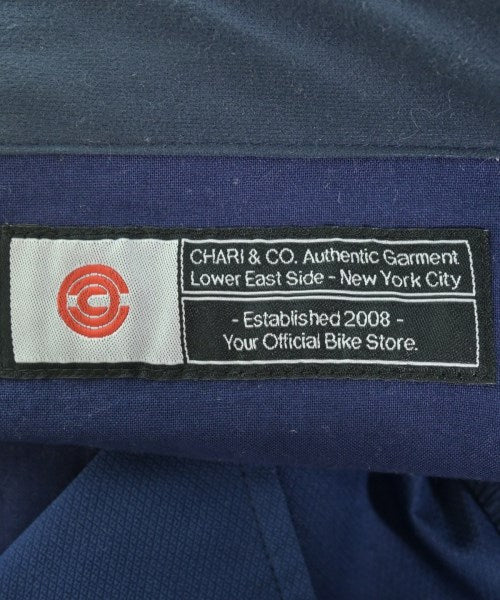 CHARI & CO. Authentic Garment
Lower East Side - New York City
- Established 2008 -
Your Official Bike Store.